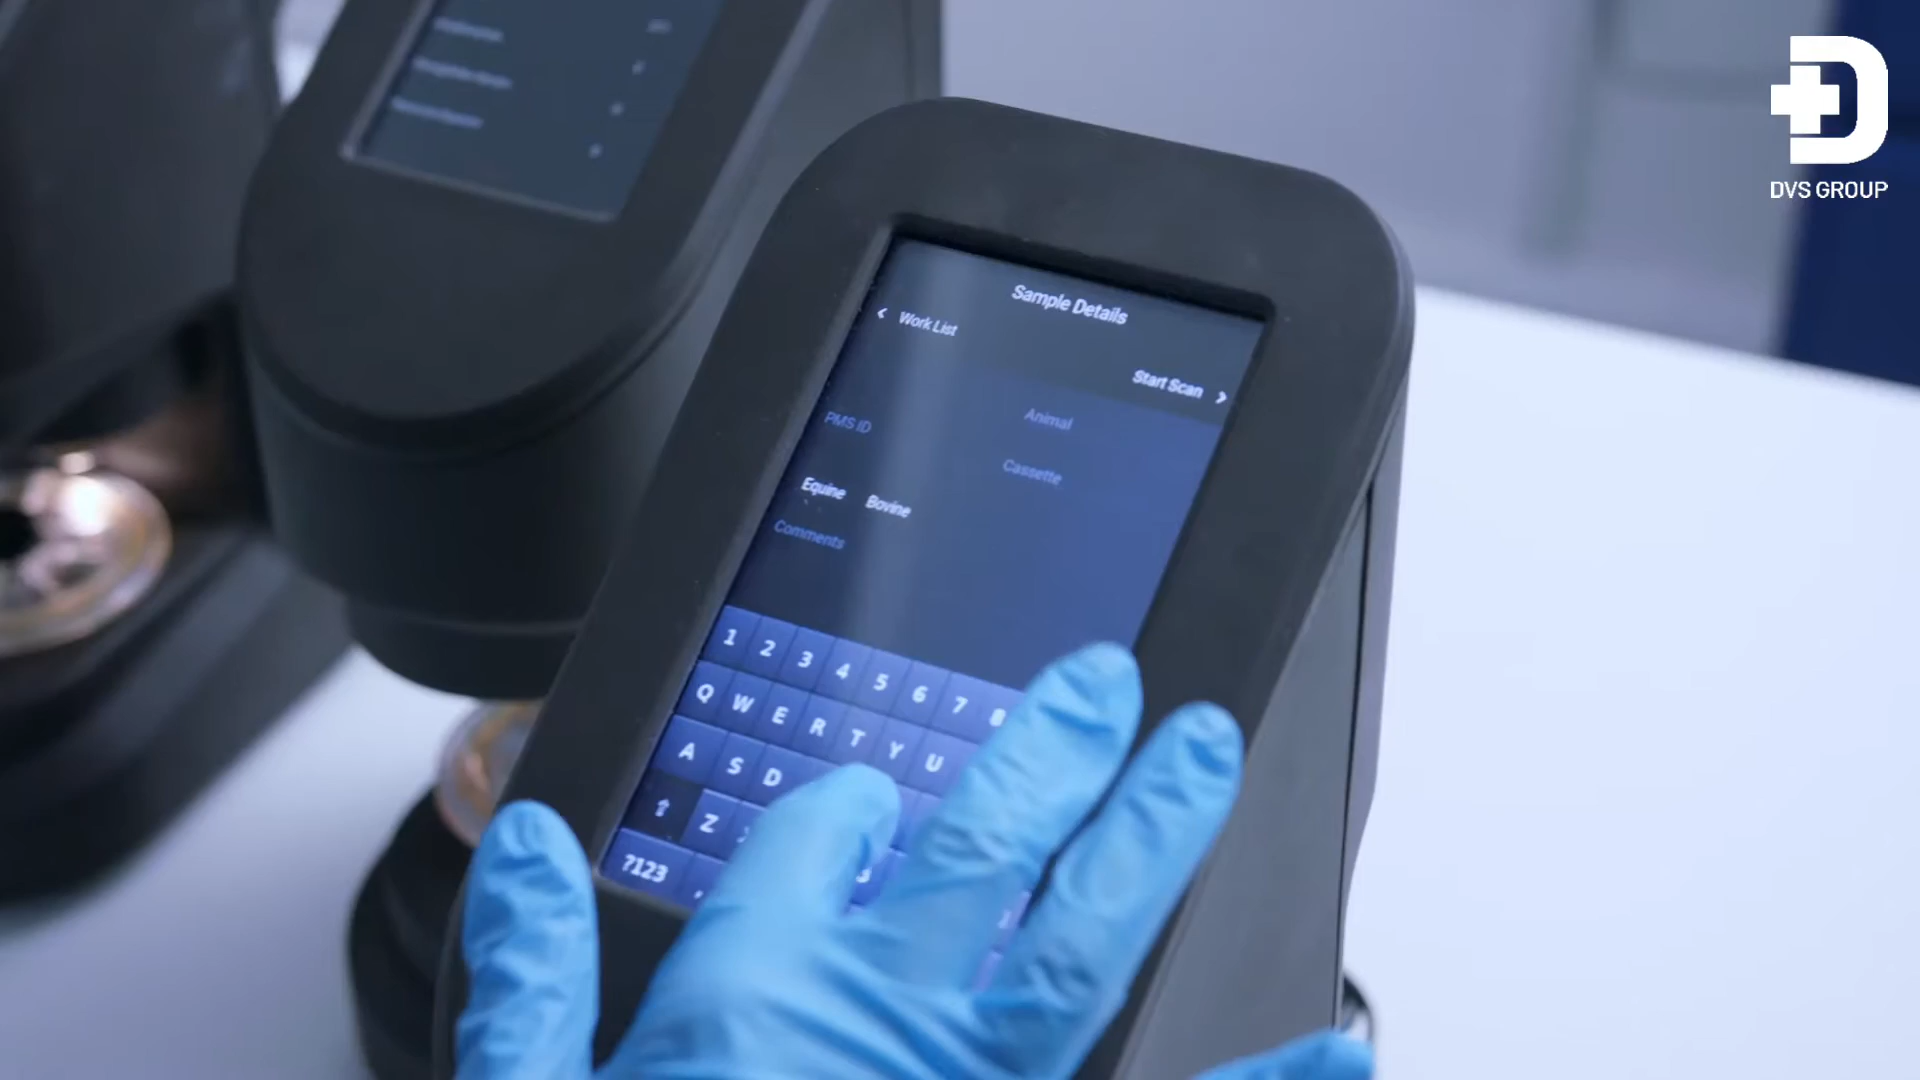 DVS GROUP
Sample Details
Work List
Start Scan
PMS ID
Animal
Cassette
Equine Bovine
Comments
1 2 3 4 5 6 7 8
Q W E R T Y U
A S D
Z
?123 ,